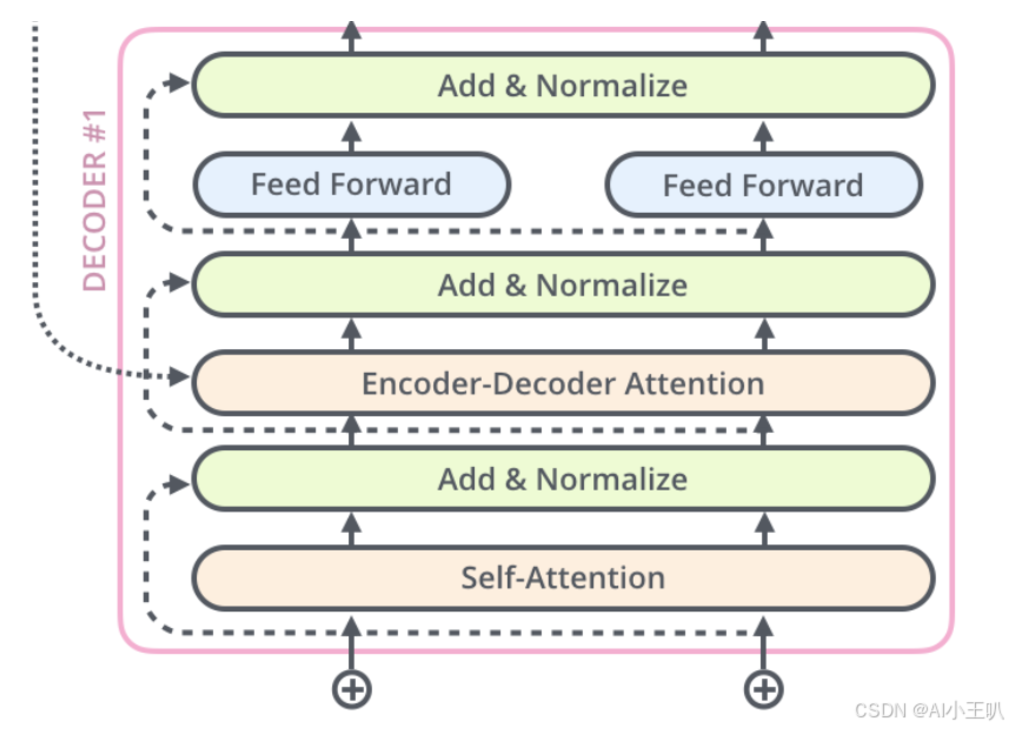 DECODER #1
Add & Normalize
Feed Forward
Feed Forward
Add & Normalize
Encoder-Decoder Attention
Add & Normalize
Self-Attention
CSDN @AI小王叭